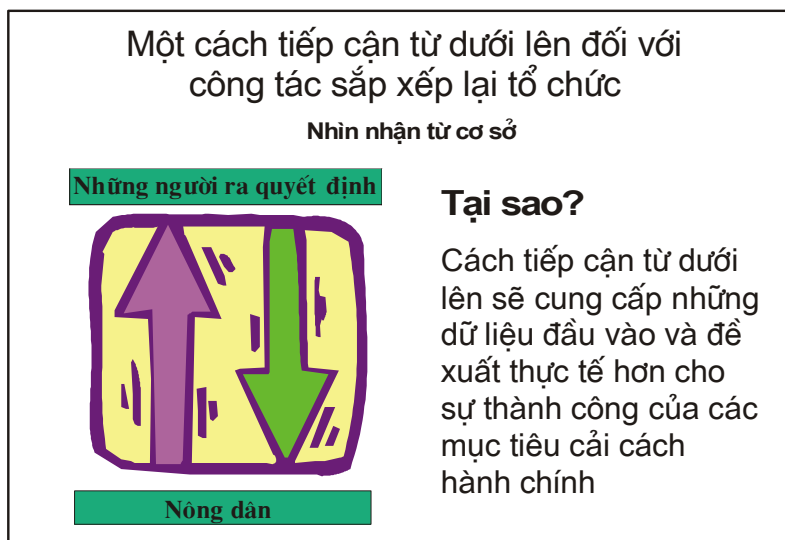 Một cách tiếp cận từ dưới lên đối với
công tác sắp xếp lại tổ chức
Nhìn nhận từ cơ sở
Những người ra quyết định
Nông dân
Tại sao?
Cách tiếp cận từ dưới
lên sẽ cung cấp những
dữ liệu đầu vào và đề
xuất thực tế hơn cho
sự thành công của các
mục tiêu cải cách
hành chính